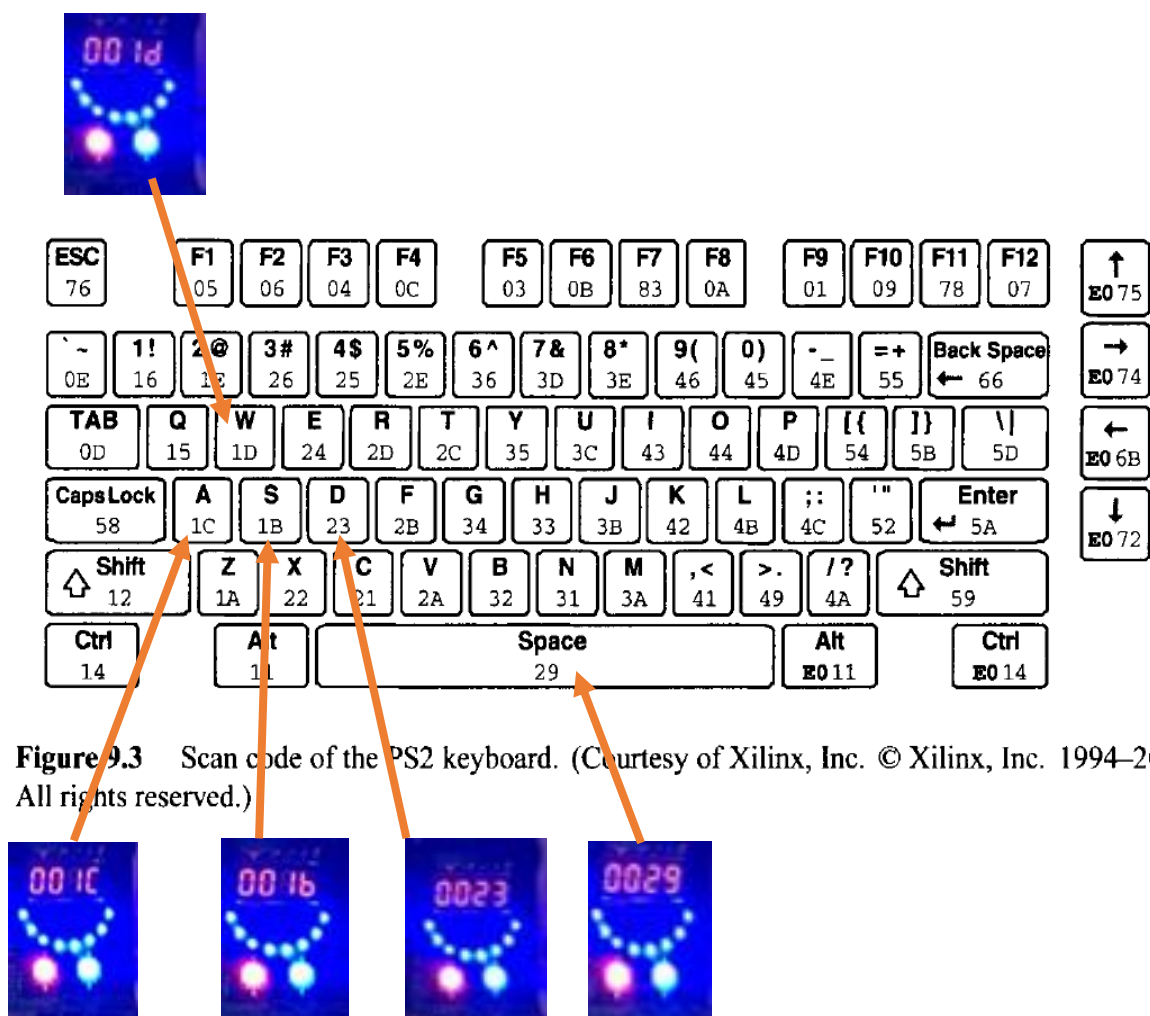 001d
ESC F1 F2 F3 F4 F5 F6 F7 F8 F9 F10 F11 F12 ↑
76 05 06 04 0C 03 0B 83 0A 01 09 78 07 E0 75
` ~ 1! 2@ 3# 4$ 5% 6^ 7& 8* 9( 0) -_ =+ Back Space →
0E 16 1E 26 25 2E 36 3D 3E 46 45 4E 55 ← 66 E0 74
TAB Q W E R T Y U I O P [{ ]} \| ←
0D 15 1D 24 2D 2C 35 3C 43 44 4D 54 5B 5D E0 6B
Caps Lock A S D F G H J K L ;: '" Enter ↓
58 1C 1B 23 2B 34 33 3B 42 4B 4C 52 ↵ 5A E0 72
Shift Z X C V B N M ,< >. /? Shift
12 1A 22 21 2A 32 31 3A 41 49 4A 59
Ctrl Alt Space Alt Ctrl
14 11 29 E0 11 E0 14
Figure 9.3 Scan code of the PS2 keyboard. (Courtesy of Xilinx, Inc. © Xilinx, Inc. 1994–2
All rights reserved.)
001C 001b 0023 0029